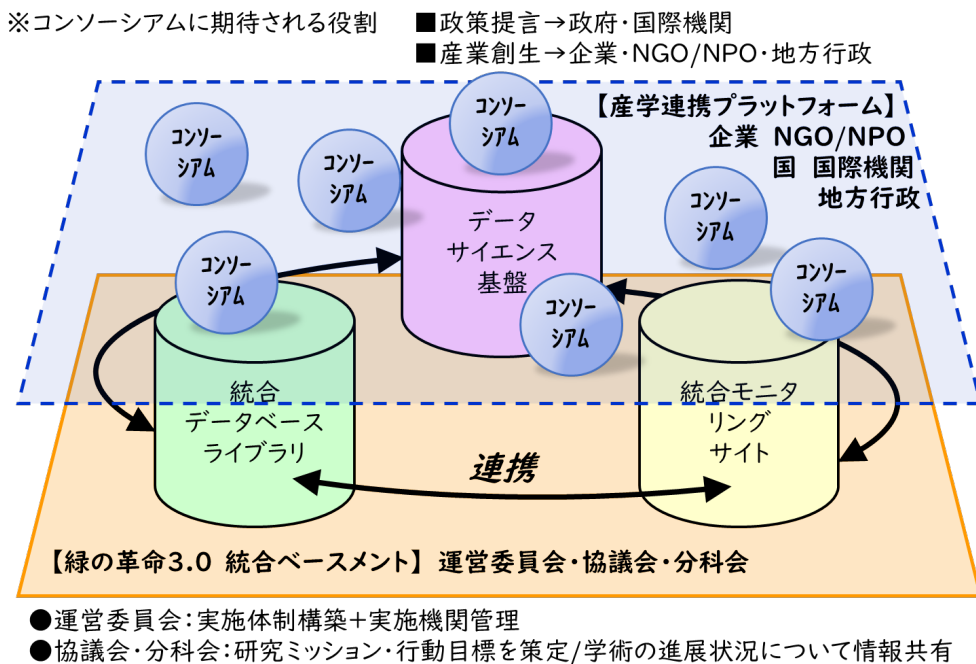 ※コンソーシアムに期待される役割
■政策提言→政府・国際機関
■産業創生→企業・NGO/NPO・地方行政
【産学連携プラットフォーム】
企業 NGO/NPO
国 国際機関
地方行政
コンソー
シアム
コンソー
シアム
コンソー
シアム
コンソー
シアム
コンソー
シアム
コンソー
シアム
コンソー
シアム
データ
サイエンス
基盤
統合
データベース
ライブラリ
統合モニタ
リング
サイト
連携
【緑の革命3.0 統合ベースメント】 運営委員会・協議会・分科会
●運営委員会:実施体制構築+実施機関管理
●協議会・分科会:研究ミッション・行動目標を策定/学術の進展状況について情報共有